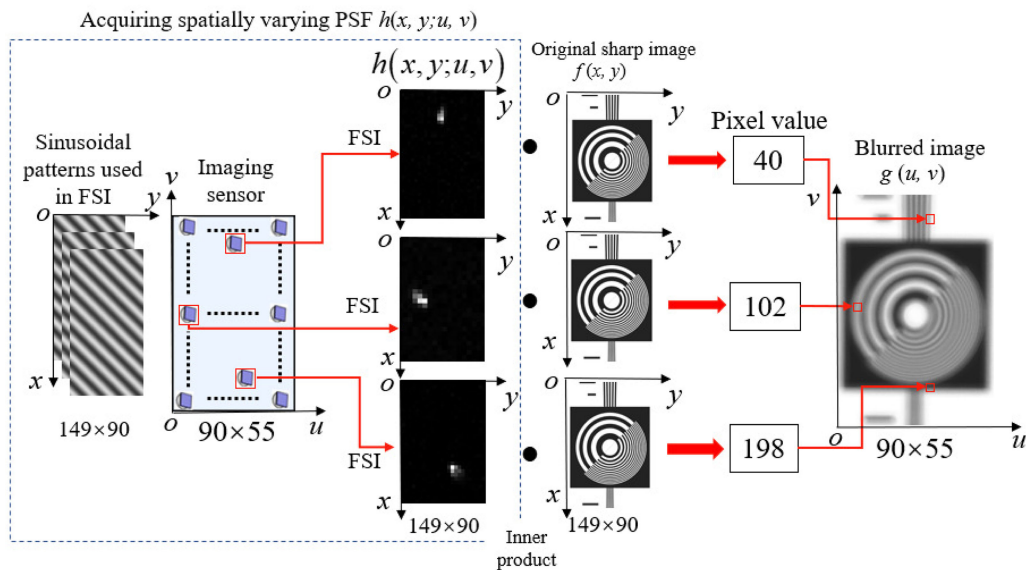 Acquiring spatially varying PSF h(x, y;u, v)
Sinusoidal
patterns used
in FSI
y
o
x
149×90
Imaging
sensor
v
o
u
90×55
FSI
FSI
FSI
h(x, y;u,v)
o
y
x
o
y
x
o
y
x
149×90
Inner
product
Original sharp image
f (x, y)
o
y
x
o
y
x
o
y
x
149×90
Pixel value
40
102
198
Blurred image
g (u, v)
v
o
u
90×55